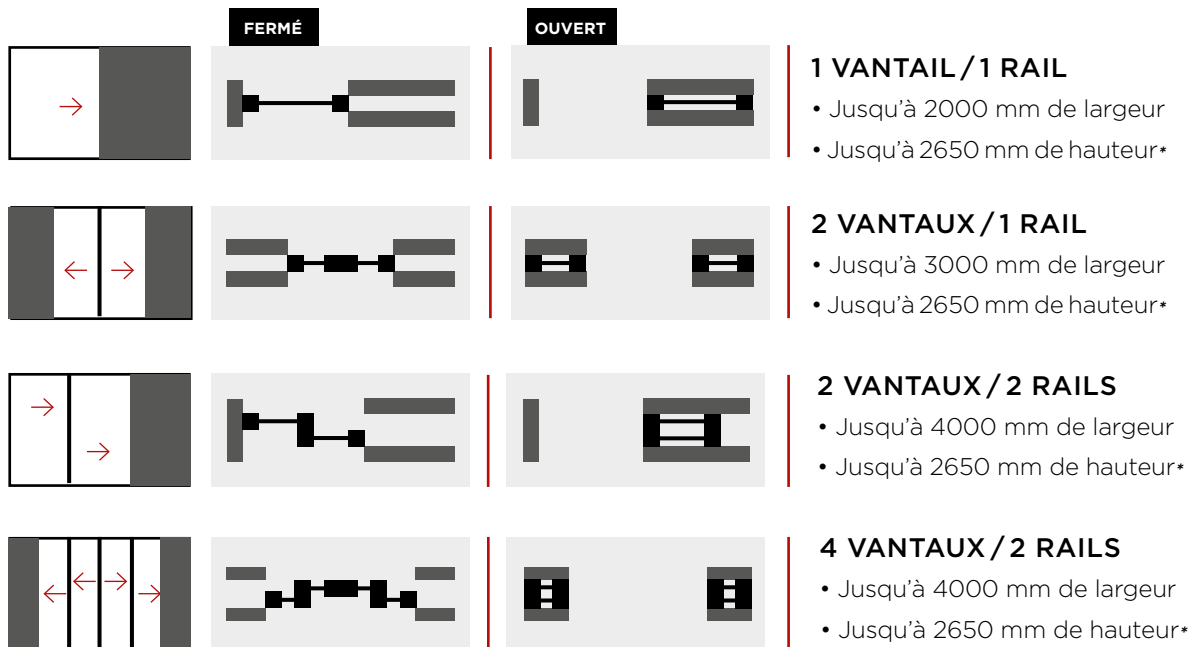 FERMÉ
OUVERT
1 VANTAIL / 1 RAIL
• Jusqu'à 2000 mm de largeur
• Jusqu'à 2650 mm de hauteur*
2 VANTAUX / 1 RAIL
• Jusqu'à 3000 mm de largeur
• Jusqu'à 2650 mm de hauteur*
2 VANTAUX / 2 RAILS
• Jusqu'à 4000 mm de largeur
• Jusqu'à 2650 mm de hauteur*
4 VANTAUX / 2 RAILS
• Jusqu'à 4000 mm de largeur
• Jusqu'à 2650 mm de hauteur*